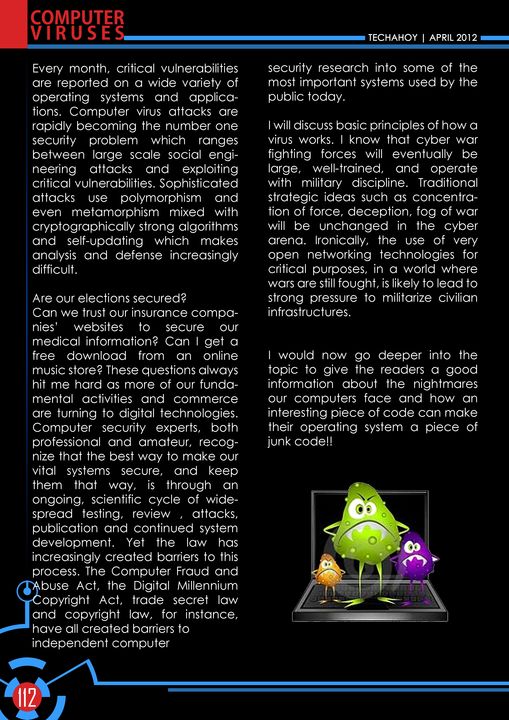 COMPUTER
VIRUSES
TECHAHOY | APRIL 2012
Every month, critical vulnerabilities
are reported on a wide variety of
operating systems and applica-
tions. Computer virus attacks are
rapidly becoming the number one
security problem which ranges
between large scale social engi-
neering attacks and exploiting
critical vulnerabilities. Sophisticated
attacks use polymorphism and
even metamorphism mixed with
cryptographically strong algorithms
and self-updating which makes
analysis and defense increasingly
difficult.
Are our elections secured?
Can we trust our insurance compa-
nies' websites to secure our
medical information? Can I get a
free download from an online
music store? These questions always
hit me hard as more of our funda-
mental activities and commerce
are turning to digital technologies.
Computer security experts, both
professional and amateur, recog-
nize that the best way to make our
vital systems secure, and keep
them that way, is through an
ongoing, scientific cycle of wide-
spread testing, review , attacks,
publication and continued system
development. Yet the law has
increasingly created barriers to this
process. The Computer Fraud and
Abuse Act, the Digital Millennium
Copyright Act, trade secret law
and copyright law, for instance,
have all created barriers to
independent computer
security research into some of the
most important systems used by the
public today.
I will discuss basic principles of how a
virus works. I know that cyber war
fighting forces will eventually be
large, well-trained, and operate
with military discipline. Traditional
strategic ideas such as concentra-
tion of force, deception, fog of war
will be unchanged in the cyber
arena. Ironically, the use of very
open networking technologies for
critical purposes, in a world where
wars are still fought, is likely to lead to
strong pressure to militarize civilian
infrastructures.
I would now go deeper into the
topic to give the readers a good
information about the nightmares
our computers face and how an
interesting piece of code can make
their operating system a piece of
junk code!!
112